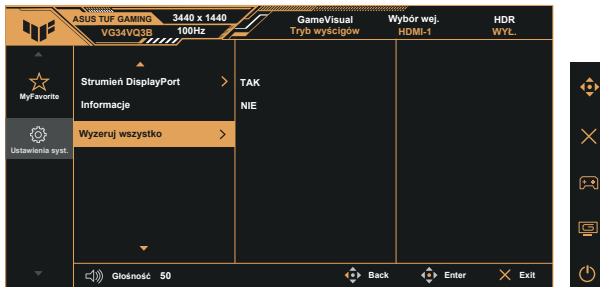 ASUS TUF GAMING 3440 x 1440 GameVisual Wybór wej. HDR
VG34VQ3B 100Hz Tryb wyścigów HDMI-1 WYŁ.
MyFavorite
Ustawienia syst.
Strumień DisplayPort TAK
Informacje NIE
Wyzeruj wszystko
Głośność 50 Back Enter Exit